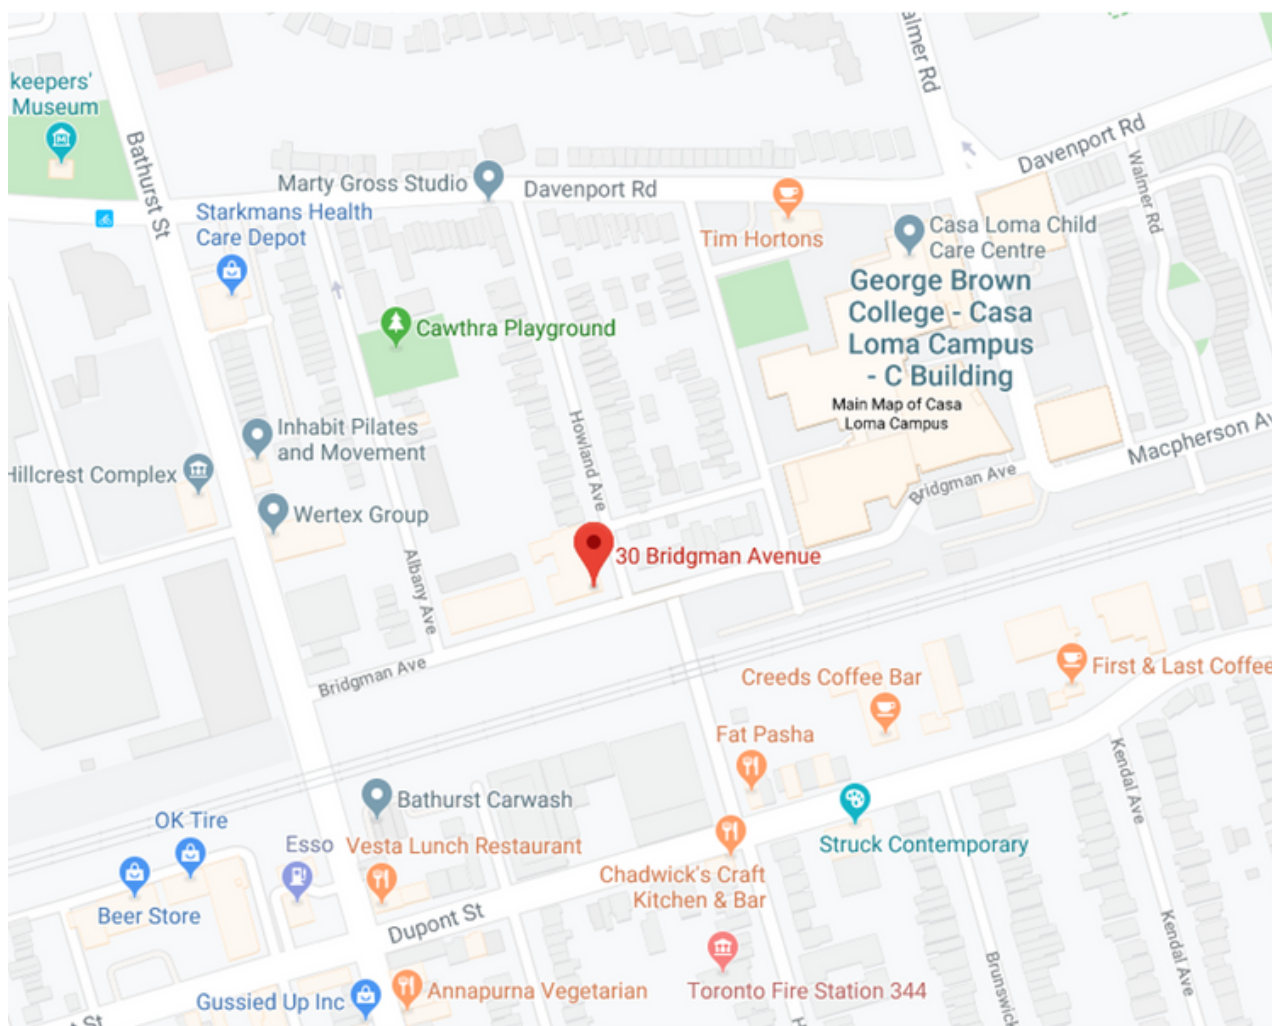 keepers'
Museum
Bathurst St
Walmer Rd
Davenport Rd
Walmer Rd
Marty Gross Studio
Davenport Rd
Starkmans Health
Care Depot
Tim Hortons
Casa Loma Child
Care Centre
George Brown
College - Casa
Loma Campus
- C Building
Main Map of Casa
Loma Campus
Cawthra Playground
Howland Ave
Inhabit Pilates
and Movement
Hillcrest Complex
Wertex Group
Macpherson Av
Bridgman Ave
30 Bridgman Avenue
Albany Ave
Bridgman Ave
Creeds Coffee Bar
First & Last Coffee
Fat Pasha
Kendal Ave
Bathurst Carwash
OK Tire
Esso
Vesta Lunch Restaurant
Struck Contemporary
Chadwick's Craft
Kitchen & Bar
Beer Store
Dupont St
Kendal Ave
Brunswick
Toronto Fire Station 344
Gussied Up Inc
Annapurna Vegetarian
St
H